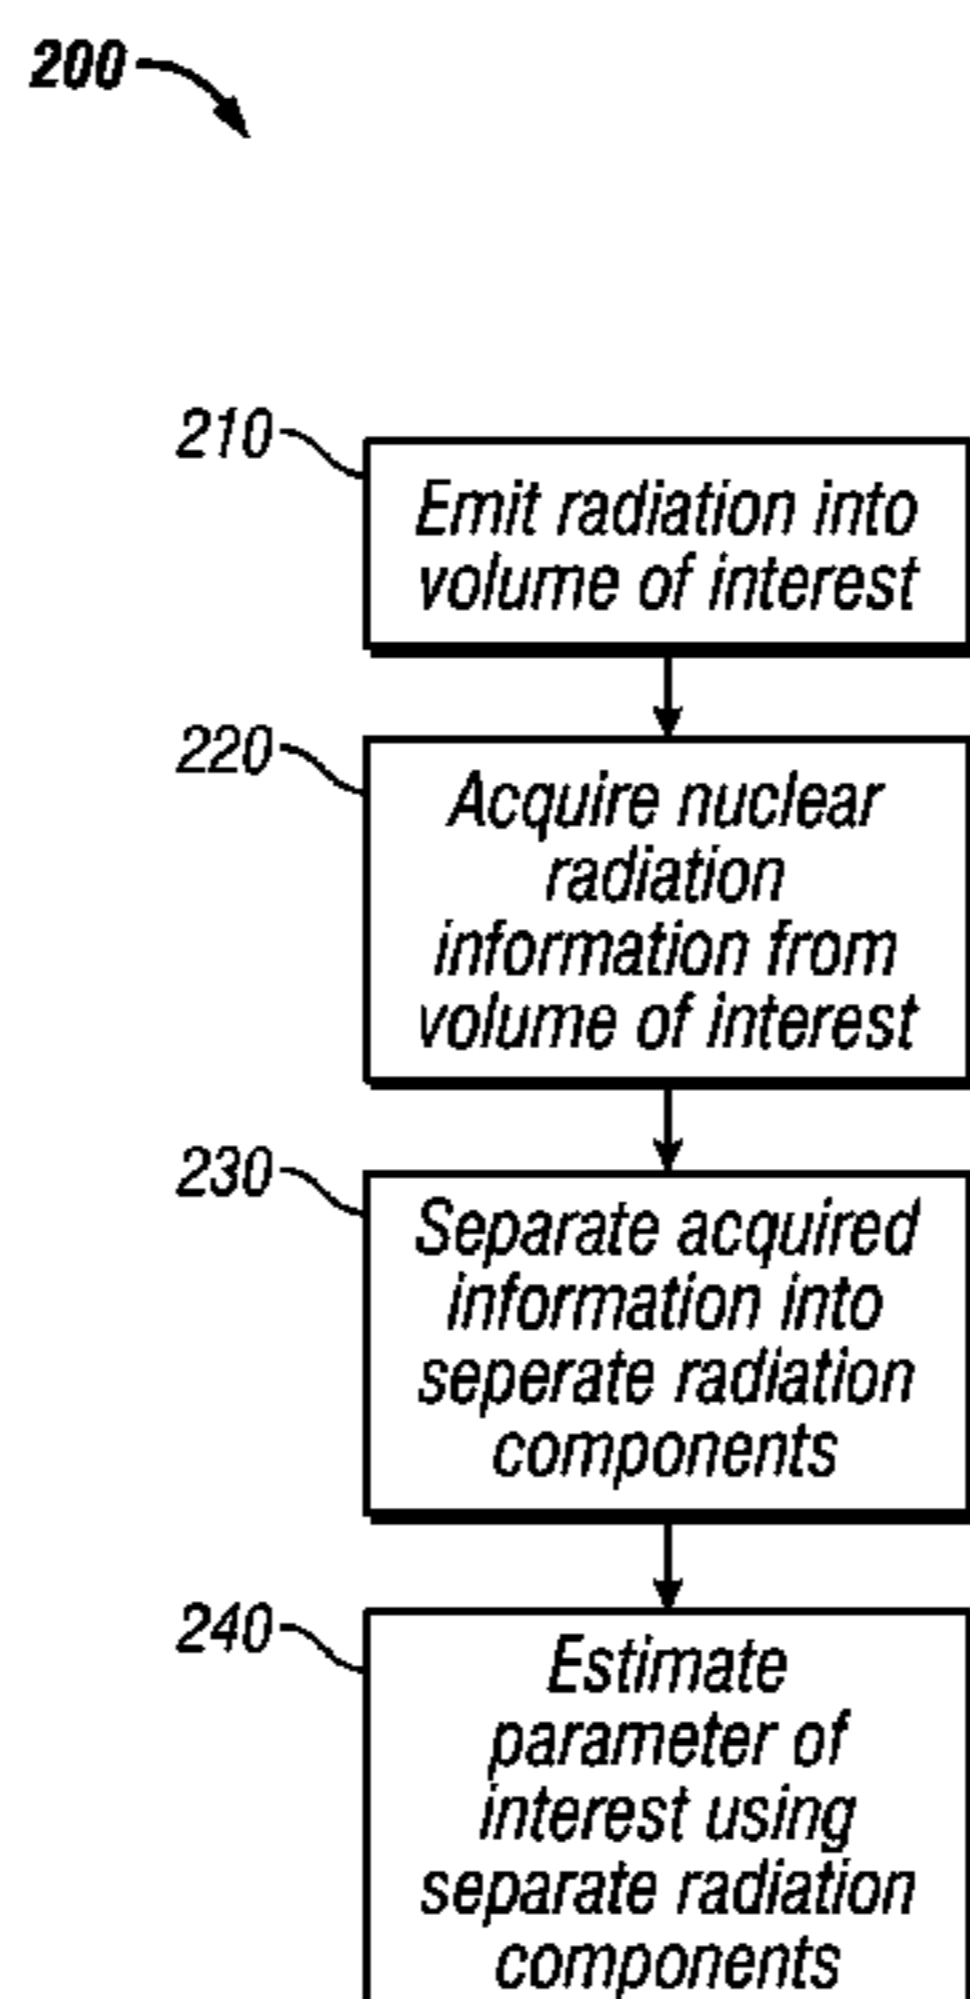 200
210
Emit radiation into
volume of interest
220
Acquire nuclear
radiation
information from
volume of interest
230
Separate acquired
information into
seperate radiation
components
240
Estimate
parameter of
interest using
separate radiation
components